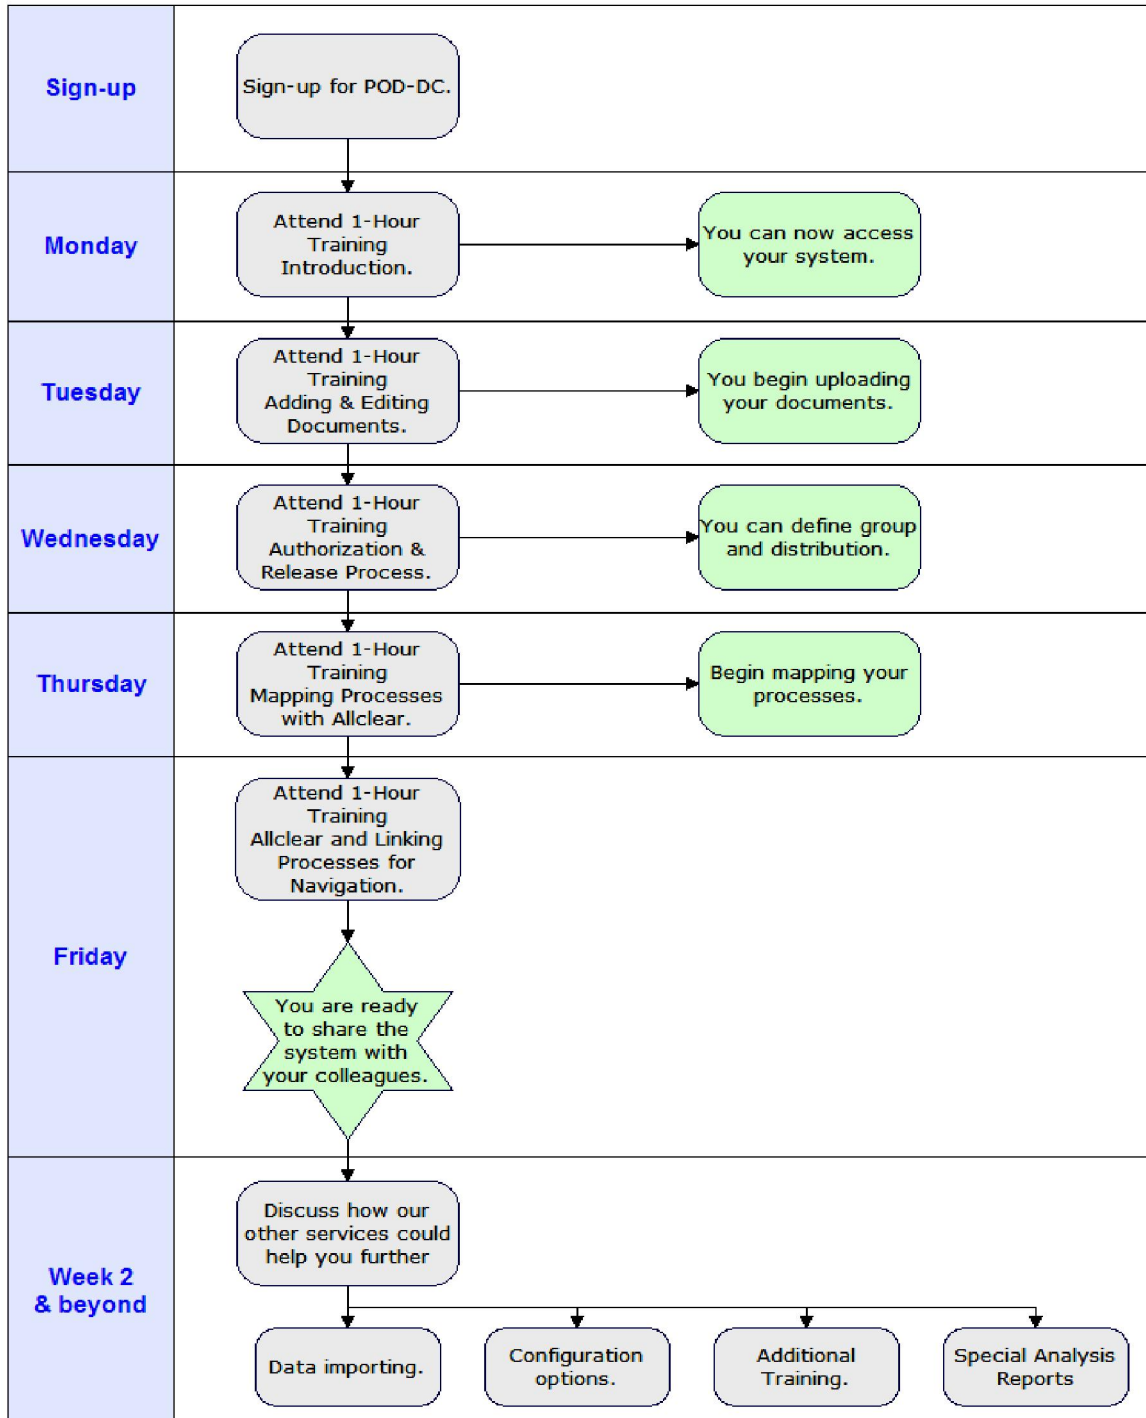 Sign-up
Sign-up for POD-DC.
Monday
Attend 1-Hour
Training
Introduction.
You can now access
your system.
Tuesday
Attend 1-Hour
Training
Adding & Editing
Documents.
You begin uploading
your documents.
Wednesday
Attend 1-Hour
Training
Authorization &
Release Process.
You can define group
and distribution.
Thursday
Attend 1-Hour
Training
Mapping Processes
with Allclear.
Begin mapping your
processes.
Friday
Attend 1-Hour
Training
Allclear and Linking
Processes for
Navigation.
You are ready
to share the
system with
your colleagues.
Week 2
& beyond
Discuss how our
other services could
help you further
Data importing.
Configuration
options.
Additional
Training.
Special Analysis
Reports